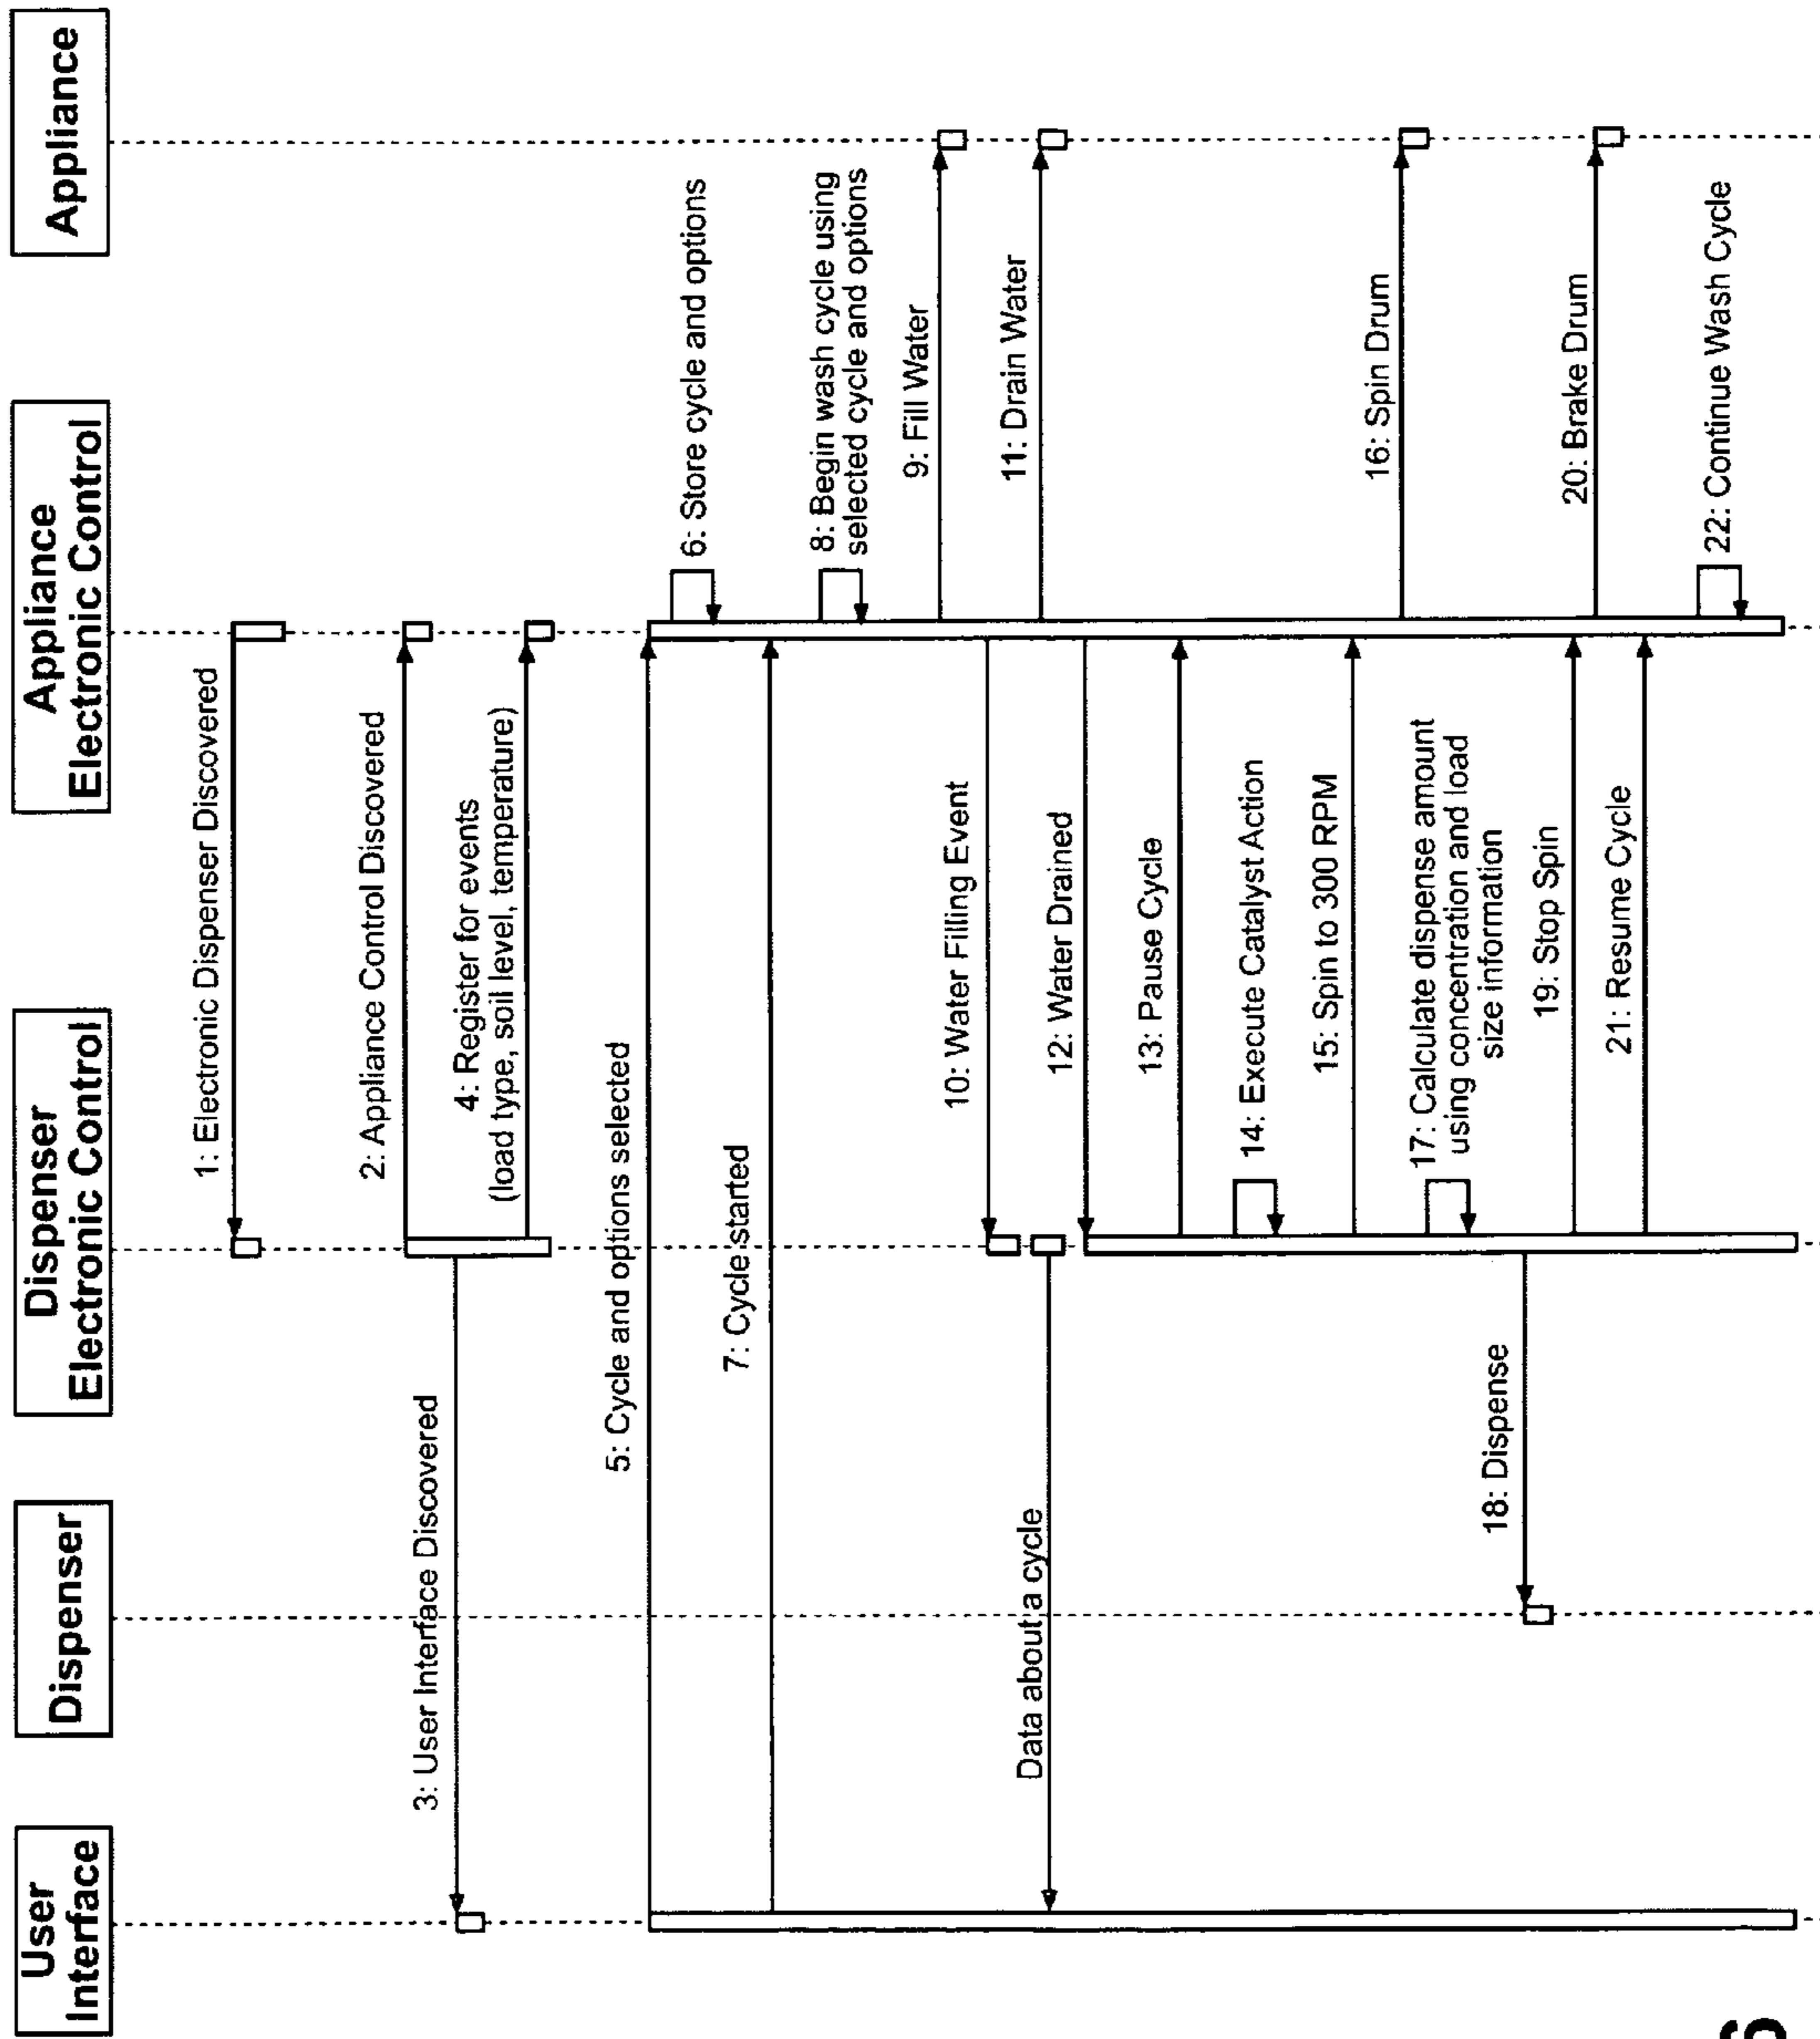 User
Interface
Dispenser
Dispenser
Electronic Control
Appliance
Electronic Control
Appliance
1: Electronic Dispenser Discovered
2: Appliance Control Discovered
3: User Interface Discovered
4: Register for events
(load type, soil level, temperature)
5: Cycle and options selected
6: Store cycle and options
7: Cycle started
8: Begin wash cycle using
selected cycle and options
9: Fill Water
10: Water Filling Event
11: Drain Water
Data about a cycle
12: Water Drained
13: Pause Cycle
14: Execute Catalyst Action
15: Spin to 300 RPM
16: Spin Drum
17: Calculate dispense amount
using concentration and load
size information
18: Dispense
19: Stop Spin
20: Brake Drum
21: Resume Cycle
22: Continue Wash Cycle